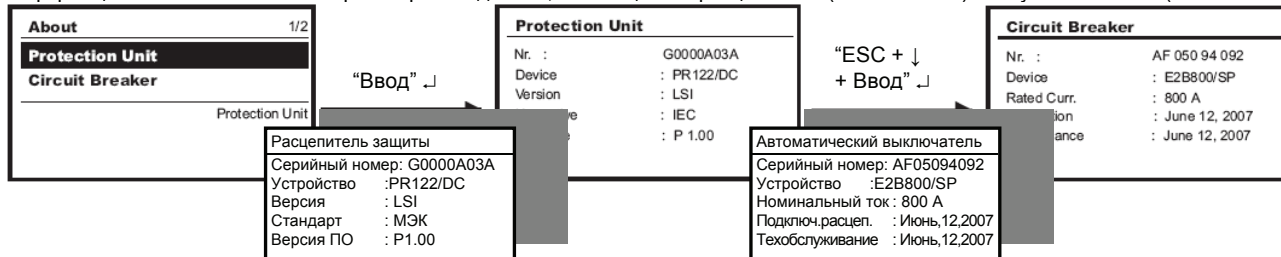 About 1/2
Protection Unit
Circuit Breaker
Protection Unit
“Ввод” ↵
Protection Unit
Nr. : G0000A03A
Device : PR122/DC
Version : LSI
: IEC
: P 1.00
Расцепитель защиты
Серийный номер: G0000A03A
Устройство :PR122/DC
Версия : LSI
Стандарт : МЭК
Версия ПО : P1.00
“ESC + ↓
+ Ввод” ↵
Circuit Breaker
Nr. : AF 050 94 092
Device : E2B800/SP
Rated Curr. : 800 A
: June 12, 2007
: June 12, 2007
Автоматический выключатель
Серийный номер: AF05094092
Устройство :E2B800/SP
Номинальный ток : 800 А
Подключ.расцеп. : Июнь,12,2007
Техобслуживание : Июнь,12,2007